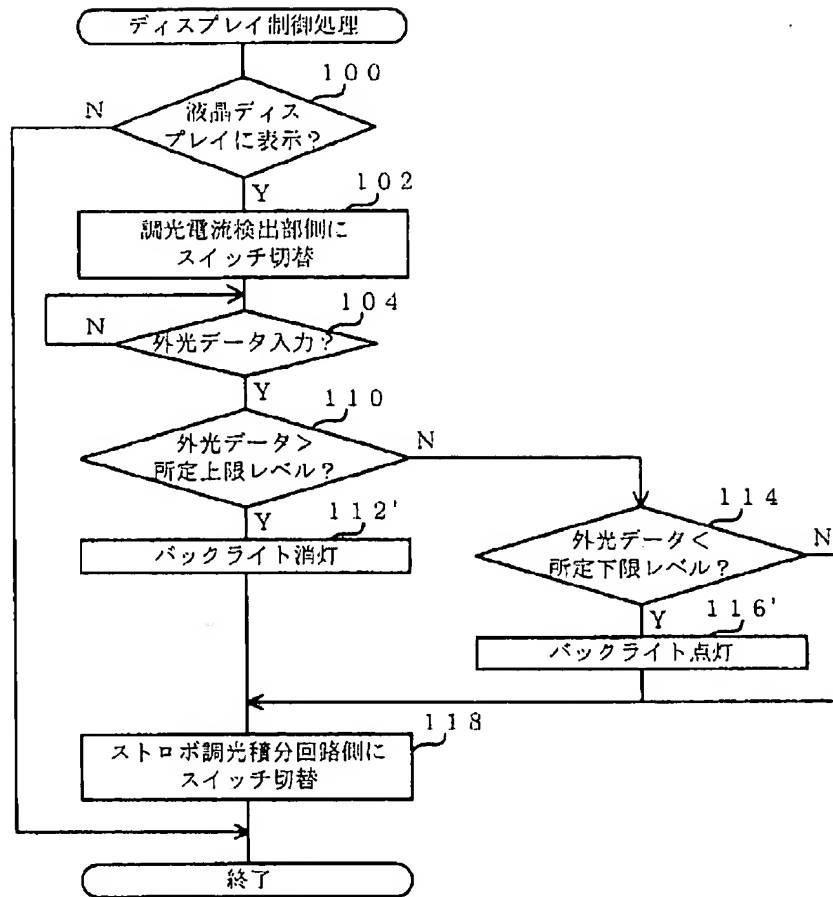 ディスプレイ制御処理
100
液晶ディス
プレイに表示?
N
Y
102
調光電流検出部側に
スイッチ切替
104
外光データ入力?
N
Y
110
外光データ>
所定上限レベル?
N
Y
112'
バックライト消灯
114
外光データ<
所定下限レベル?
N
Y
116'
バックライト点灯
118
ストロボ調光積分回路側に
スイッチ切替
終了